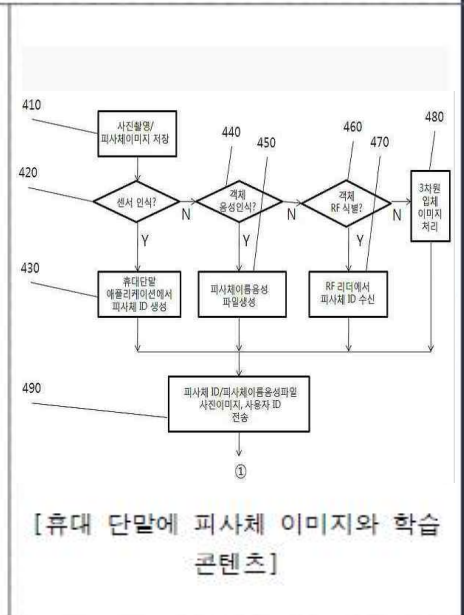 410
사진촬영/
피사체이미지 저장
420
센서 인식?
N
Y
430
휴대단말
애플리케이션에서
피사체 ID 생성
440
객체
음성인식?
N
Y
450
피사체이름음성
파일생성
460
객체
RF 식별?
N
Y
470
RF 리더에서
피사체 ID 수신
480
3차원
입체
이미지
처리
490
피사체 ID/피사체이름음성파일
사진이미지, 사용자 ID
전송
①
[휴대 단말에 피사체 이미지와 학습
콘텐츠]